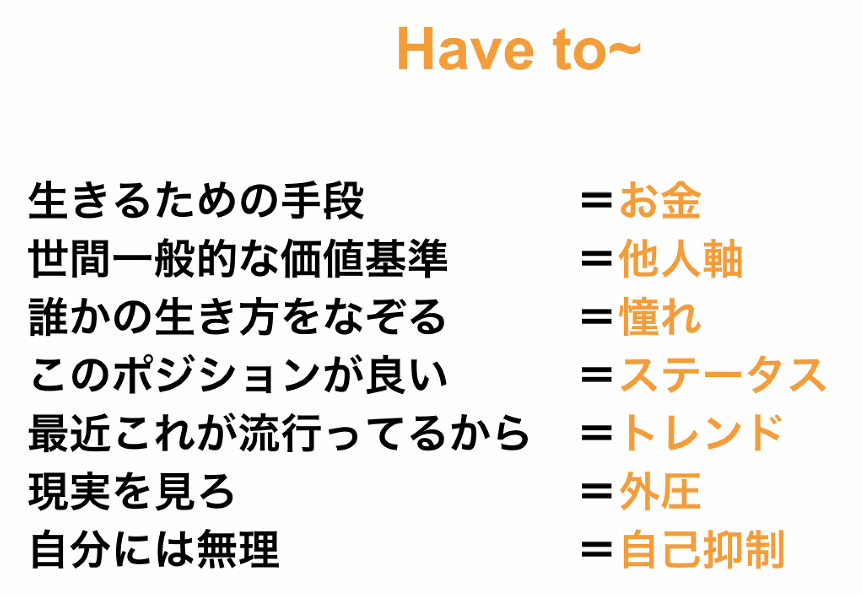 Have to~
生きるための手段 ＝お金
世間一般的な価値基準 ＝他人軸
誰かの生き方をなぞる ＝憧れ
このポジションが良い ＝ステータス
最近これが流行ってるから ＝トレンド
現実を見ろ ＝外圧
自分には無理 ＝自己抑制